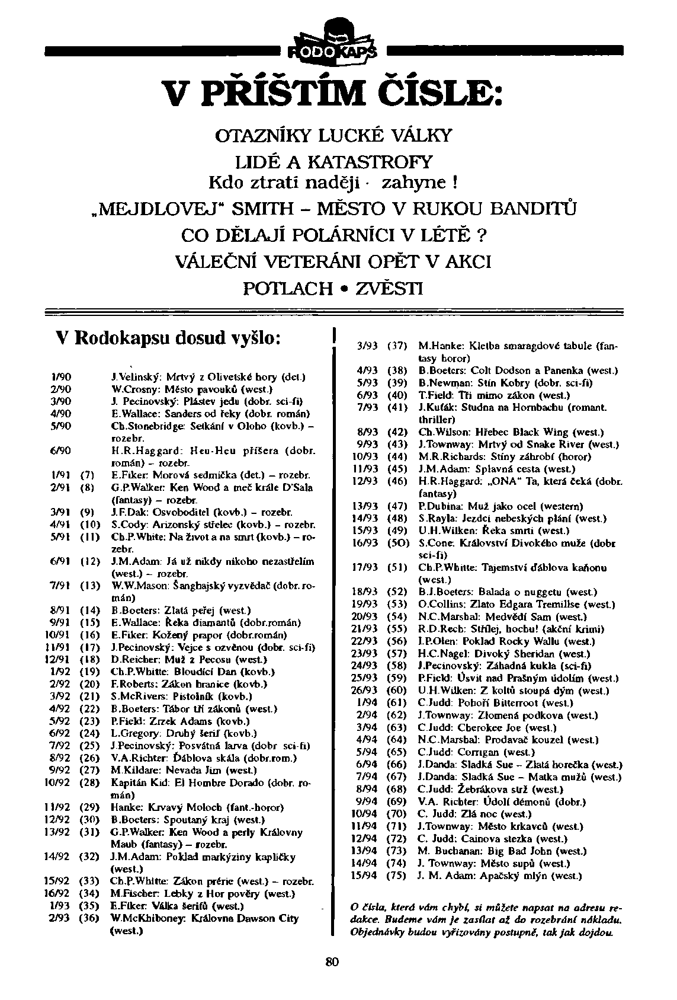 RODOKAPS
V PŘÍŠTÍM ČÍSLE:
OTAZNÍKY LUCKÉ VÁLKY
LIDÉ A KATASTROFY
Kdo ztratí naději - zahyne !
„MEJDLOVEJ“ SMITH – MĚSTO V RUKOU BANDITŮ
CO DĚLAJÍ POLÁRNÍCI V LÉTĚ ?
VÁLEČNÍ VETERÁNI OPĚT V AKCI
POTLACH • ZVĚSTI
V Rodokapsu dosud vyšlo:
1/90 J.Velinský: Mrtvý z Olivetské hory (det.)
2/90 W.Crosny: Město pavouků (west.)
3/90 J. Pecinovský: Plástev jedu (dobr. sci-fi)
4/90 E.Wallace: Sanders od řeky (dobr. román)
5/90 Ch.Stonebridge: Setkání v Oloho (kovb.) –
rozebr.
6/90 H.R.Haggard: Heu-Heu příšera (dobr.
román) – rozebr.
1/91 (7) E.Fiker: Morová sedmička (det.) – rozebr.
2/91 (8) G.P.Walker: Ken Wood a meč krále D'Sala
(fantasy) – rozebr.
3/91 (9) J.F.Dak: Osvoboditel (kovb.) – rozebr.
4/91 (10) S.Cody: Arizonský střelec (kovb.) – rozebr.
5/91 (11) Ch.P.White: Na život a na smrt (kovb.) – ro-
zebr.
6/91 (12) J.M.Adam: Já už nikdy nikoho nezastřelím
(west.) – rozebr.
7/91 (13) W.W.Mason: Šanghajský vyzvědač (dobr. ro-
mán)
8/91 (14) B.Boeters: Zlatá peřej (west.)
9/91 (15) E.Wallace: Řeka diamantů (dobr.román)
10/91 (16) E.Fiker: Kožený prapor (dobr.román)
11/91 (17) J.Pecinovský: Vejce s ozvěnou (dobr. sci-fi)
12/91 (18) D.Reicher: Muž z Pecosu (west.)
1/92 (19) Ch.P.Whitte: Bloudící Dan (kovb.)
2/92 (20) F.Roberts: Zákon hranice (kovb.)
3/92 (21) S.McRivers: Pistolník (kovb.)
4/92 (22) B.Boeters: Tábor tří zákonů (west.)
5/92 (23) P.Field: Zrzek Adams (kovb.)
6/92 (24) L.Gregory: Druhý šerif (kovb.)
7/92 (25) J.Pecinovský: Posvátná larva (dobr sci-fi)
8/92 (26) V.A.Richter: Ďáblova skála (dobr.rom.)
9/92 (27) M.Kildare: Nevada Jim (west.)
10/92 (28) Kapitán Kid: El Hombre Dorado (dobr. ro-
mán)
11/92 (29) Hanke: Krvavý Moloch (fant.-horor)
12/92 (30) B.Boeters: Spoutaný kraj (west.)
13/92 (31) G.P.Walker: Ken Wood a perly Královny
Maub (fantasy) – rozebr.
14/92 (32) J.M.Adam: Poklad markýziny kapličky
(west.)
15/92 (33) Ch.P.Whitte: Zákon prérie (west.) – rozebr.
16/92 (34) M.Fischer: Lebky z Hor pověry (west.)
1/93 (35) E.Fiker: Válka šerifů (west.)
2/93 (36) W.McKhiboney: Královna Dawson City
(west.)
3/93 (37) M.Hanke: Kletba smaragdové tabule (fan-
tasy horor)
4/93 (38) B.Boeters: Colt Dodson a Panenka (west.)
5/93 (39) B.Newman: Stín Kobry (dobr. sci-fi)
6/93 (40) T.Field: Tři mimo zákon (west.)
7/93 (41) J.Kuťák: Studna na Hornbachu (romant.
thriller)
8/93 (42) Ch.Wilson: Hřebec Black Wing (west.)
9/93 (43) J.Townway: Mrtvý od Snake River (west.)
10/93 (44) M.R.Richards: Stíny záhrobí (horor)
11/93 (45) J.M.Adam: Splavná cesta (west.)
12/93 (46) H.R.Haggard: „ONA“ Ta, která čeká (dobr.
fantasy)
13/93 (47) P.Dubina: Muž jako ocel (western)
14/93 (48) S.Rayla: Jezdci nebeských plání (west.)
15/93 (49) U.H.Wilken: Řeka smrti (west.)
16/93 (5O) S.Cone: Království Divokého muže (dobr
sci-fi)
17/93 (51) Ch.P.Whitte: Tajemství ďáblova kaňonu
(west.)
18/93 (52) B.J.Boeters: Balada o nuggetu (west.)
19/93 (53) O.Collins: Zlato Edgara Tremillse (west.)
20/93 (54) N.C.Marshal: Medvědí Sam (west.)
21/93 (55) R.D.Rech: Střílej, hochu! (akční krimi)
22/93 (56) I.P.Olen: Poklad Rocky Wallu (west.)
23/93 (57) H.C.Nagel: Divoký Sheridan (west.)
24/93 (58) J.Pecinovský: Záhadná kukla (sci-fi)
25/93 (59) P.Field: Úsvit nad Prašným údolím (west.)
26/93 (60) U.H.Wilken: Z koltů stoupá dým (west.)
1/94 (61) C.Judd: Pohoří Bitterroot (west.)
2/94 (62) J.Townway: Zlomená podkova (west.)
3/94 (63) C.Judd: Cherokee Joe (west.)
4/94 (64) N.C.Marshal: Prodavač kouzel (west.)
5/94 (65) C.Judd: Corrigan (west.)
6/94 (66) J.Danda: Sladká Sue – Zlatá horečka (west.)
7/94 (67) J.Danda: Sladká Sue – Matka mužů (west.)
8/94 (68) C.Judd: Žebrákova strž (west.)
9/94 (69) V.A. Richter: Údolí démonů (dobr.)
10/94 (70) C. Judd: Zlá noc (west.)
11/94 (71) J.Townway: Město krkavců (west.)
12/94 (72) C. Judd: Cainova stezka (west.)
13/94 (73) M. Buchanan: Big Bad John (west.)
14/94 (74) J. Townway: Město supů (west.)
15/94 (75) J. M. Adam: Apačský mlýn (west.)
O čísla, která vám chybí, si můžete napsat na adresu re-
dakce. Budeme vám je zasílat až do rozebrání nákladu.
Objednávky budou vyřizovány postupně, tak jak dojdou.
80